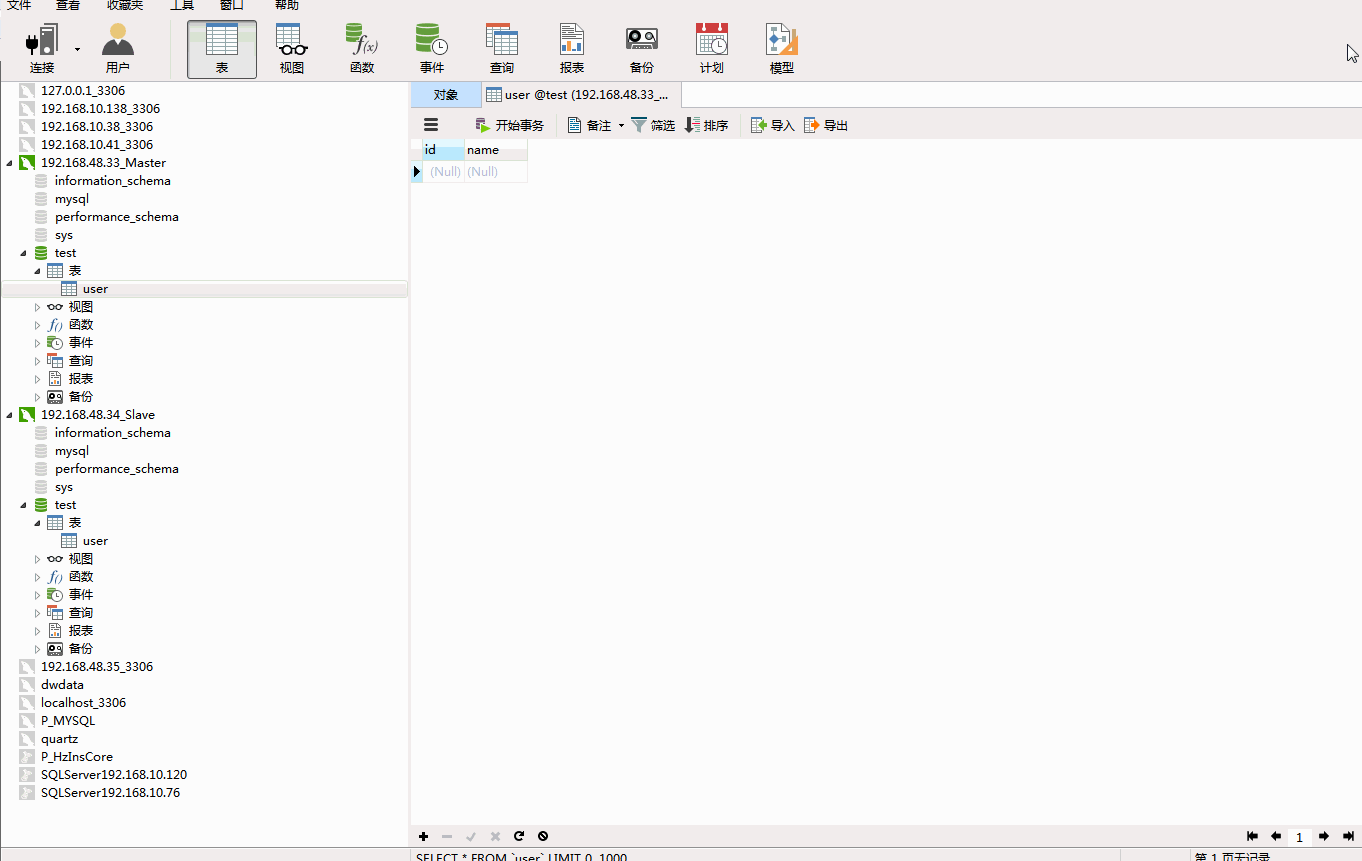 文件 查看 收藏夹 工具 窗口 帮助
连接 用户 表 视图 函数 事件 查询 报表 备份 计划 模型
127.0.0.1_3306
192.168.10.138_3306
192.168.10.38_3306
192.168.10.41_3306
192.168.48.33_Master
information_schema
mysql
performance_schema
sys
test
表
user
视图
函数
事件
查询
报表
备份
192.168.48.34_Slave
information_schema
mysql
performance_schema
sys
test
表
user
视图
函数
事件
查询
报表
备份
192.168.48.35_3306
dwdata
localhost_3306
P_MYSQL
quartz
P_HzInsCore
SQLServer192.168.10.120
SQLServer192.168.10.76
对象 user @test (192.168.48.33_...
开始事务 备注 筛选 排序 导入 导出
id name
(Null) (Null)
1
SELECT * FROM `user` LIMIT 0, 1000 第 1 页无记录